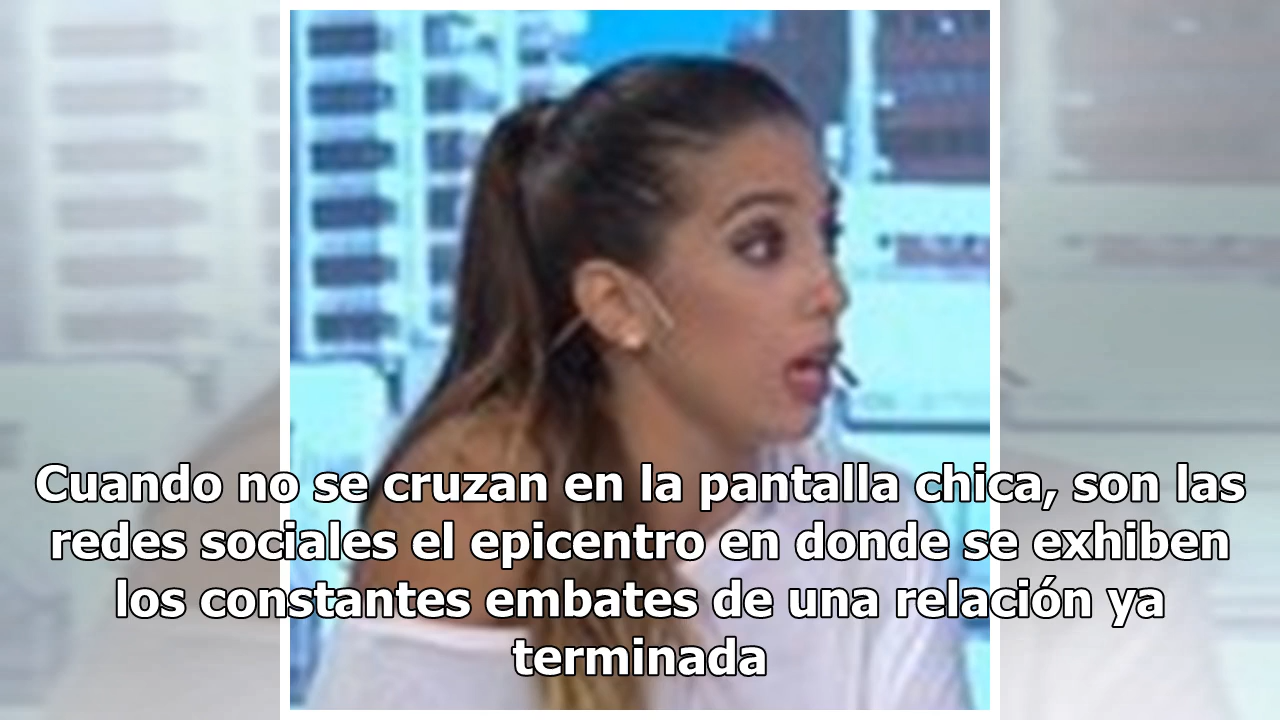 Cuando no se cruzan en la pantalla chica, son las
redes sociales el epicentro en donde se exhiben
los constantes embates de una relación ya
terminada